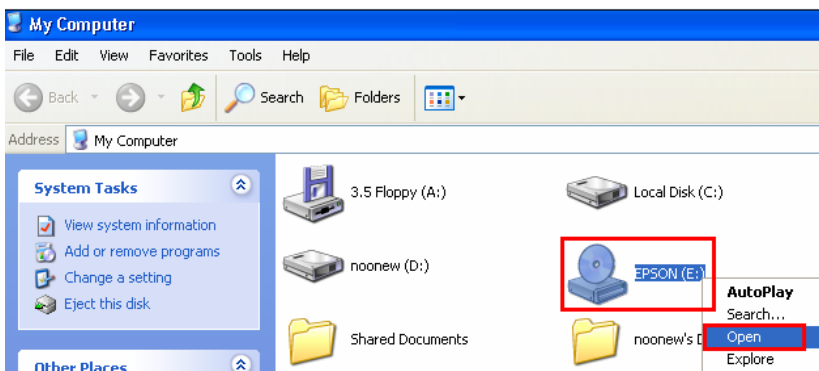 My Computer
File Edit View Favorites Tools Help
Back Search Folders
Address My Computer
System Tasks
View system information
Add or remove programs
Change a setting
Eject this disk
Other Places
3.5 Floppy (A:)
Local Disk (C:)
noonew (D:)
EPSON (E:)
Shared Documents
noonew's D
AutoPlay
Search...
Open
Explore